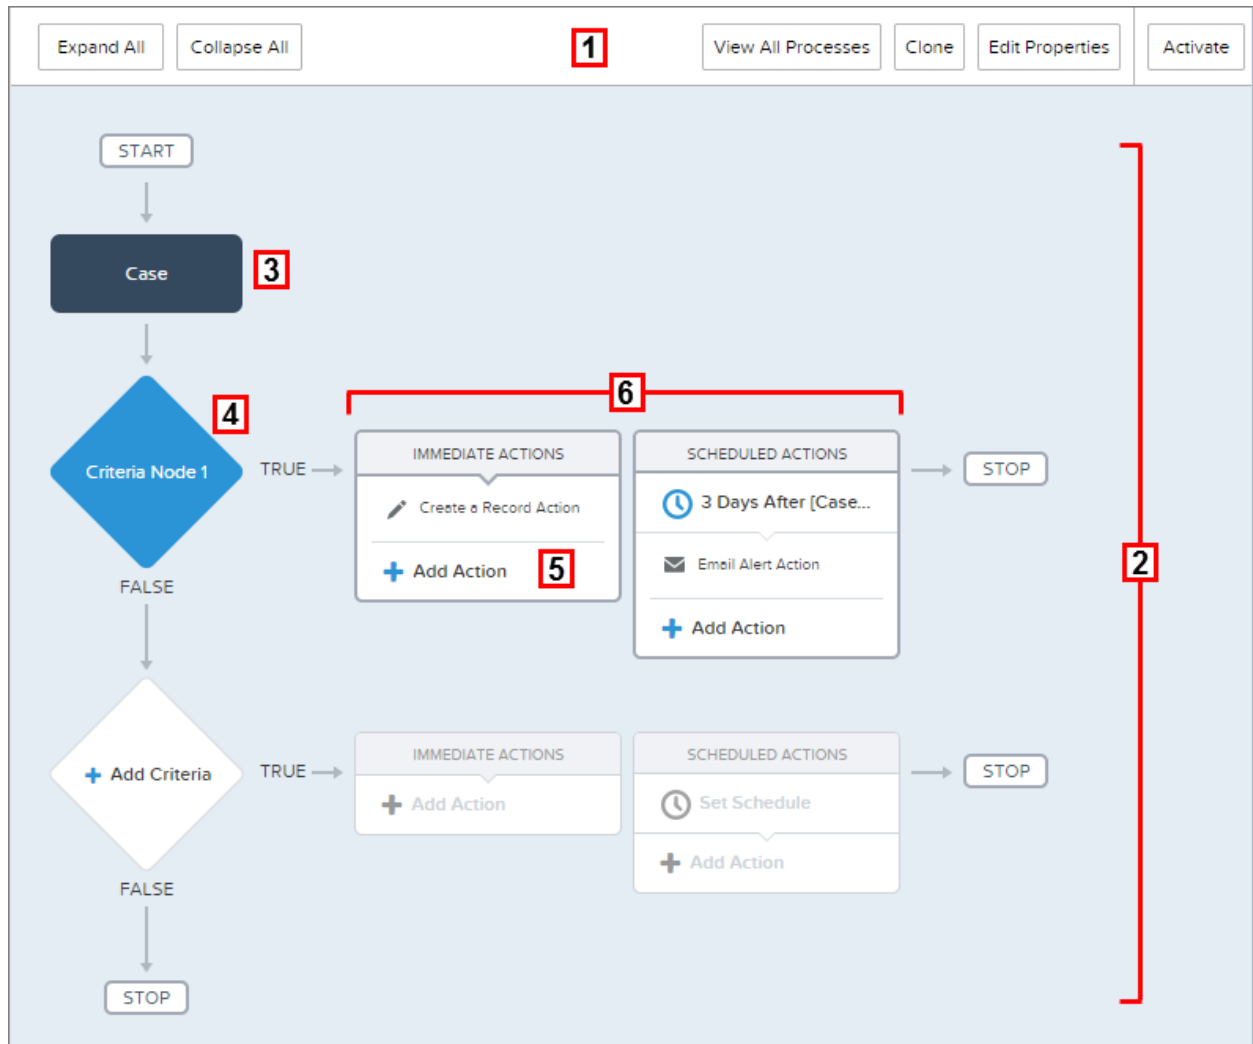 Expand All
Collapse All
1
View All Processes
Clone
Edit Properties
Activate
START
Case
3
4
6
Criteria Node 1
TRUE
IMMEDIATE ACTIONS
Create a Record Action
Add Action
5
SCHEDULED ACTIONS
3 Days After [Case...
Email Alert Action
Add Action
STOP
2
FALSE
Add Criteria
TRUE
IMMEDIATE ACTIONS
Add Action
SCHEDULED ACTIONS
Set Schedule
Add Action
STOP
FALSE
STOP